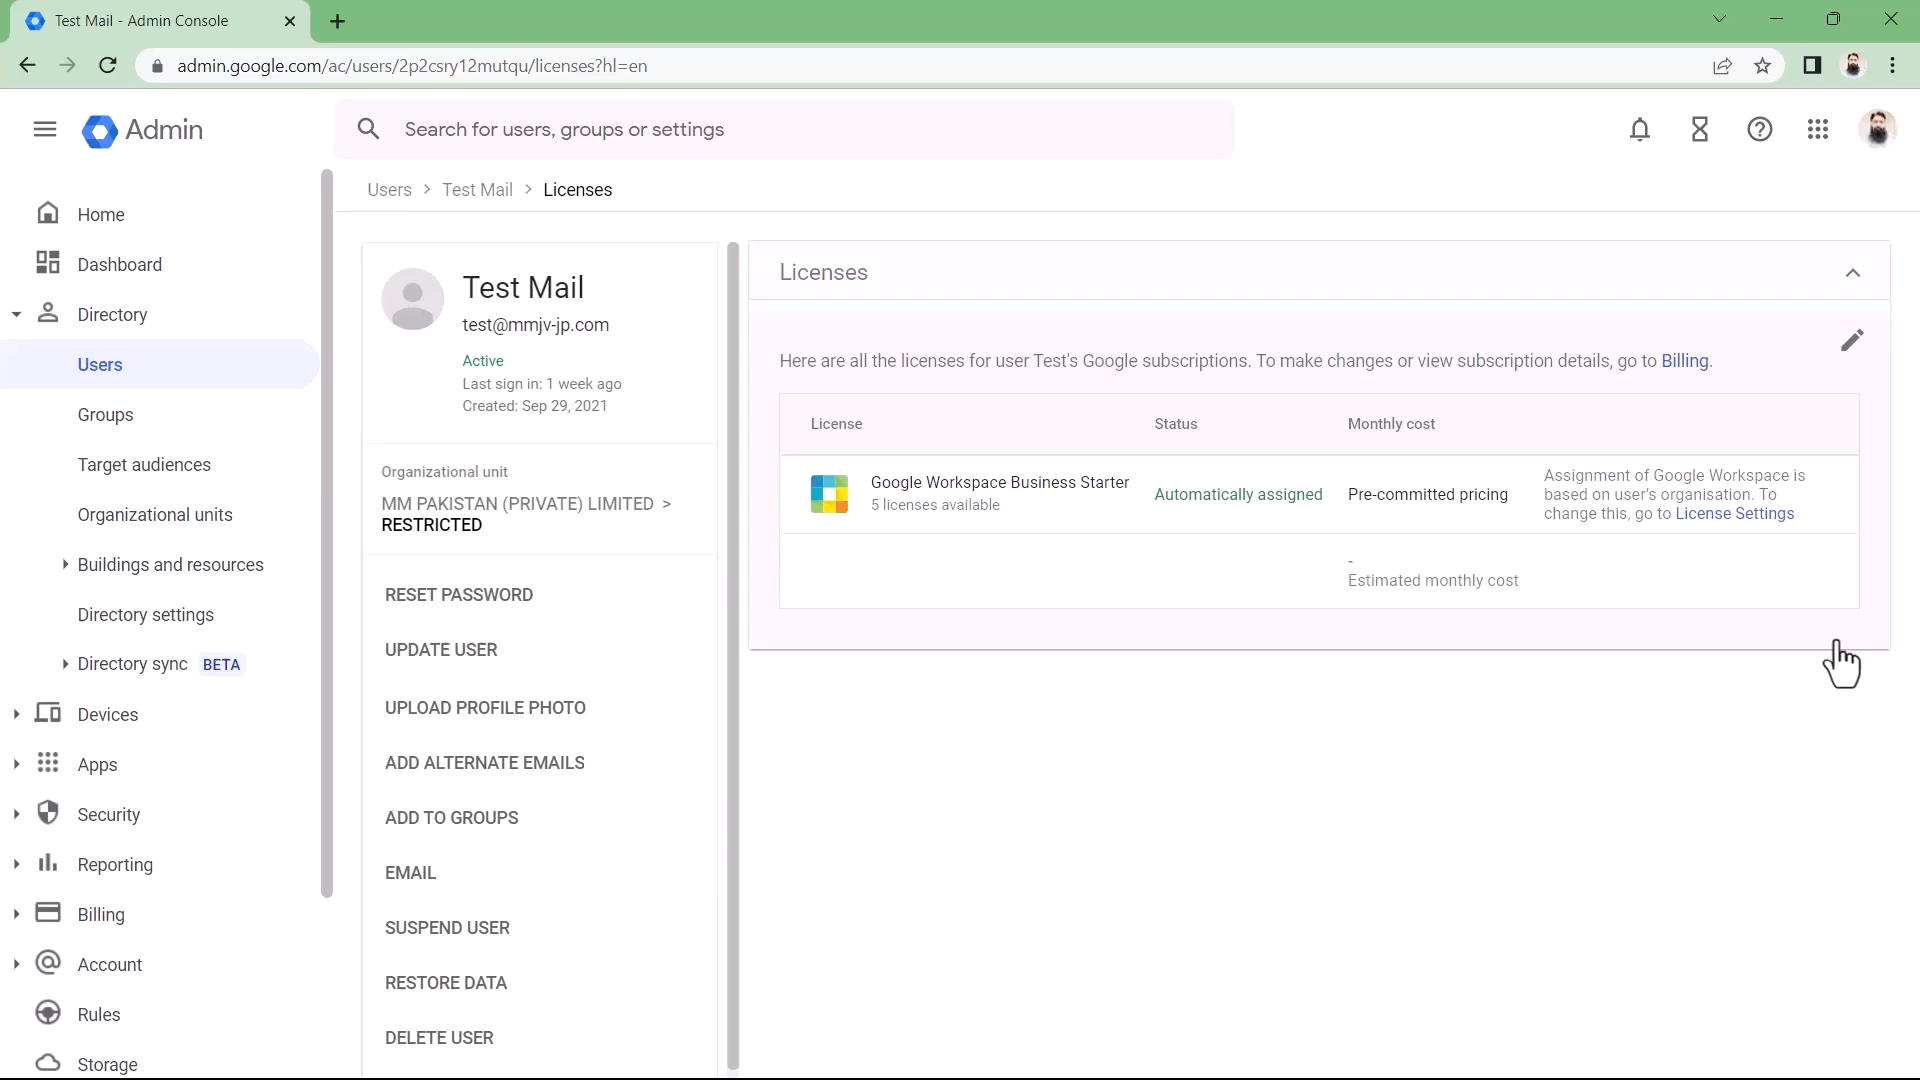 Test Mail - Admin Console
admin.google.com/ac/users/2p2csry12mutqu/licenses?hl=en
Admin
Search for users, groups or settings
Users > Test Mail > Licenses
Home
Dashboard
Directory
Users
Groups
Target audiences
Organizational units
Buildings and resources
Directory settings
Directory sync BETA
Devices
Apps
Security
Reporting
Billing
Account
Rules
Storage
Test Mail
test@mmjv-jp.com
Active
Last sign in: 1 week ago
Created: Sep 29, 2021
Organizational unit
MM PAKISTAN (PRIVATE) LIMITED >
RESTRICTED
RESET PASSWORD
UPDATE USER
UPLOAD PROFILE PHOTO
ADD ALTERNATE EMAILS
ADD TO GROUPS
EMAIL
SUSPEND USER
RESTORE DATA
DELETE USER
Licenses
Here are all the licenses for user Test's Google subscriptions. To make changes or view subscription details, go to Billing.
License Status Monthly cost
Google Workspace Business Starter
5 licenses available
Automatically assigned
Pre-committed pricing
Assignment of Google Workspace is
based on user's organisation. To
change this, go to License Settings
-
Estimated monthly cost